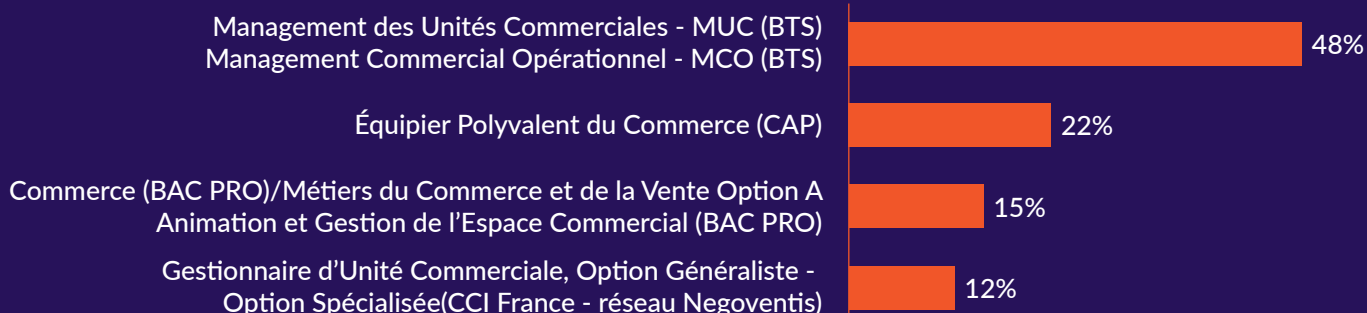 Management des Unités Commerciales - MUC (BTS)
Management Commercial Opérationnel - MCO (BTS)
48%
Équipier Polyvalent du Commerce (CAP)
22%
Commerce (BAC PRO)/Métiers du Commerce et de la Vente Option A
Animation et Gestion de l’Espace Commercial (BAC PRO)
15%
Gestionnaire d’Unité Commerciale, Option Généraliste -
Option Spécialisée(CCI France - réseau Negoventis)
12%